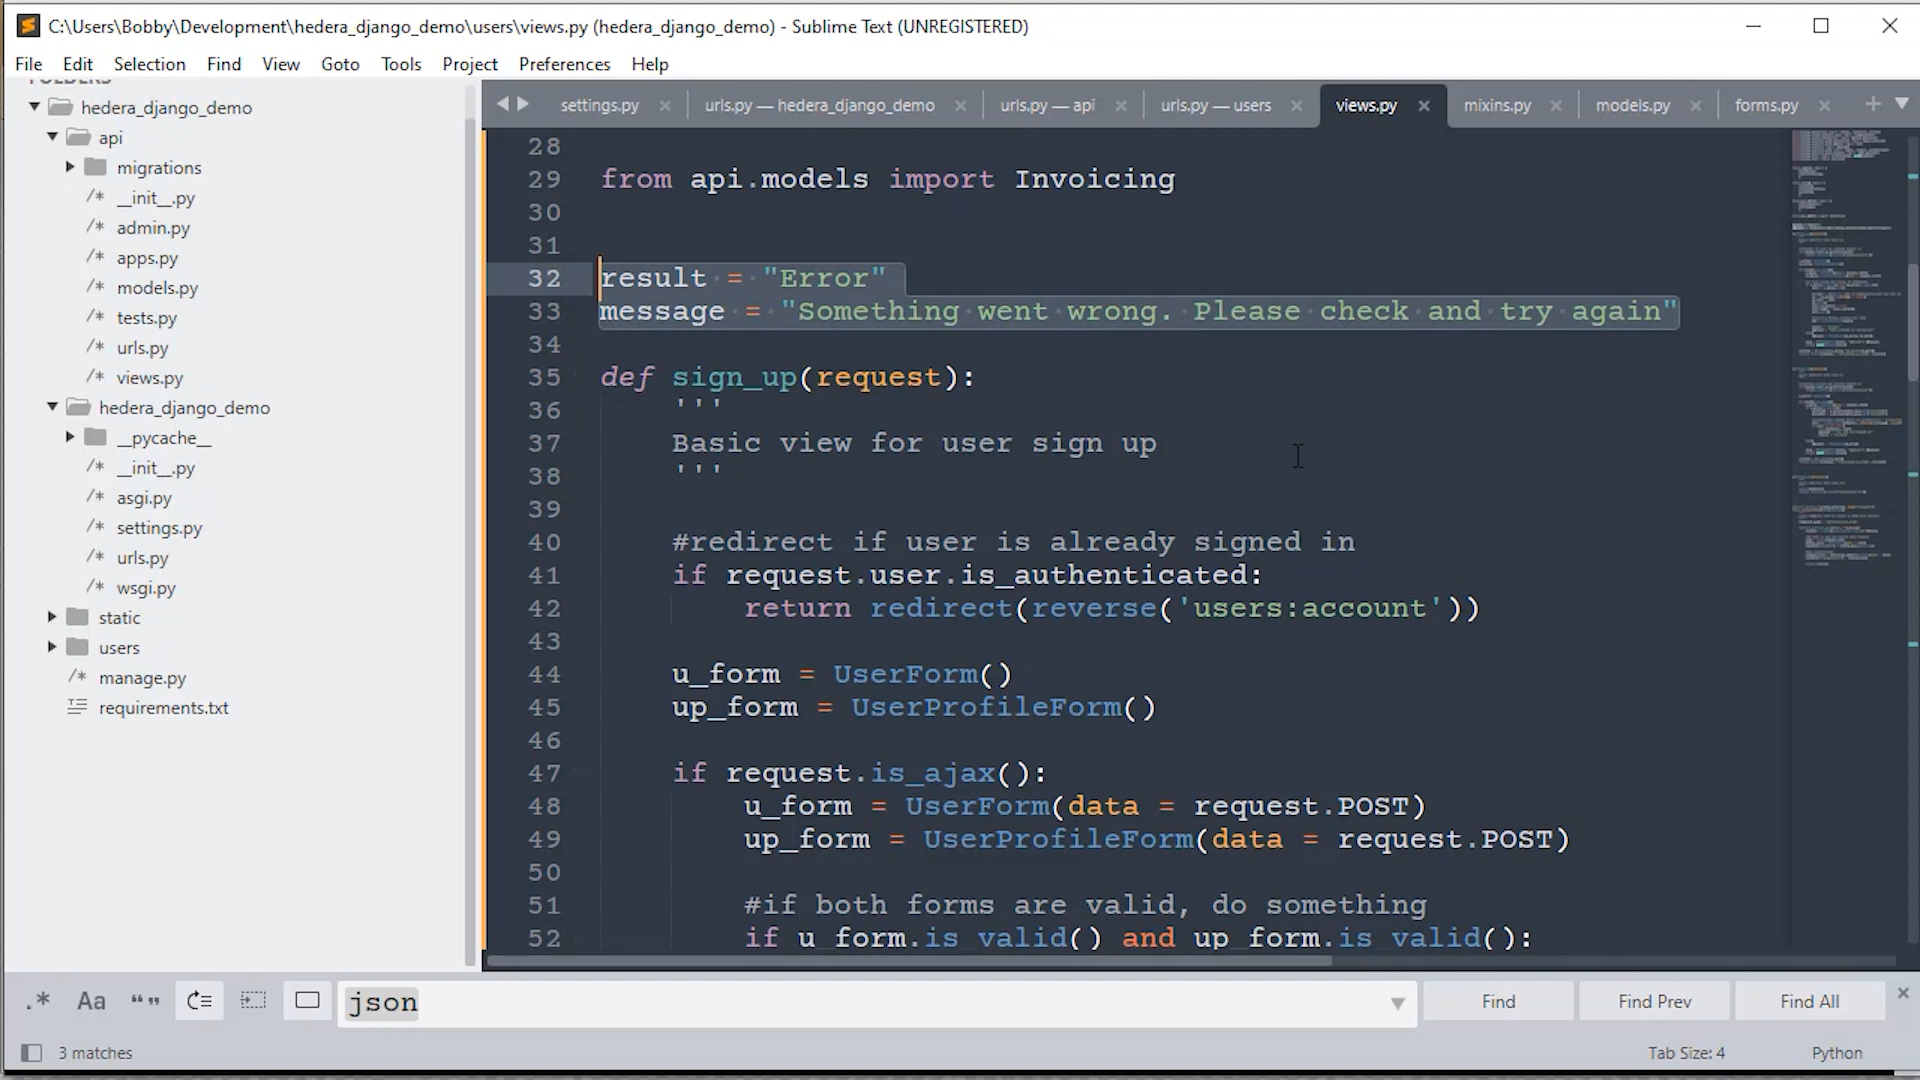 C:\Users\Bobby\Development\hedera_django_demo\users\views.py (hedera_django_demo) - Sublime Text (UNREGISTERED)
File Edit Selection Find View Goto Tools Project Preferences Help
FOLDERS
hedera_django_demo
api
migrations
/* __init__.py
/* admin.py
/* apps.py
/* models.py
/* tests.py
/* urls.py
/* views.py
hedera_django_demo
__pycache__
/* __init__.py
/* asgi.py
/* settings.py
/* urls.py
/* wsgi.py
static
users
/* manage.py
requirements.txt
settings.py urls.py — hedera_django_demo urls.py — api urls.py — users views.py mixins.py models.py forms.py
28
29 from api.models import Invoicing
30
31
32 result = "Error"
33 message = "Something went wrong. Please check and try again"
34
35 def sign_up(request):
36 '''
37 Basic view for user sign up
38 '''
39
40 #redirect if user is already signed in
41 if request.user.is_authenticated:
42 return redirect(reverse('users:account'))
43
44 u_form = UserForm()
45 up_form = UserProfileForm()
46
47 if request.is_ajax():
48 u_form = UserForm(data = request.POST)
49 up_form = UserProfileForm(data = request.POST)
50
51 #if both forms are valid, do something
52 if u_form.is_valid() and up_form.is_valid():
.* Aa “” json Find Find Prev Find All
3 matches Tab Size: 4 Python